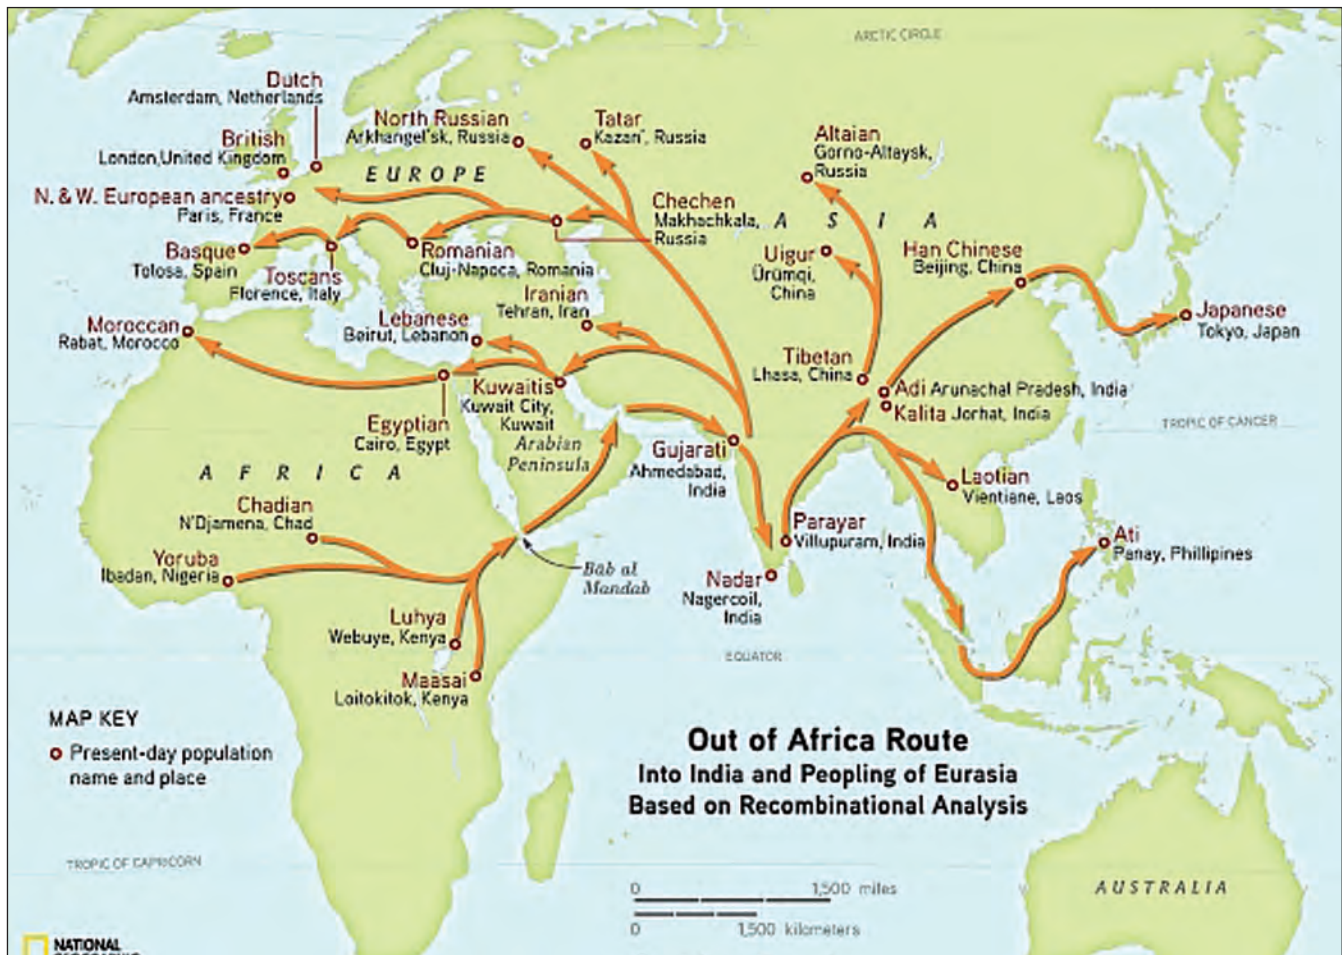 ARCTIC CIRCLE
Dutch
Amsterdam, Netherlands
British
London,United Kingdom
N. & W. European ancestry
Paris, France
Basque
Tolosa, Spain
Toscans
Florence, Italy
Moroccan
Rabat, Morocco
North Russian
Arkhangel'sk, Russia
Tatar
Kazan', Russia
EUROPE
Chechen
Makhachkala,
Russia
Romanian
Cluj-Napoca, Romania
Iranian
Tehran, Iran
Lebanese
Beirut, Lebanon
Kuwaitis
Kuwait City,
Kuwait
Egyptian
Cairo, Egypt
Arabian
Peninsula
Altaian
Gorno-Altaysk,
Russia
ASIA
Uigur
Ürümqi,
China
Han Chinese
Beijing, China
Japanese
Tokyo, Japan
Tibetan
Lhasa, China
Adi Arunachal Pradesh, India
Kalita Jorhat, India
TROPIC OF CANCER
Gujarati
Ahmedabad,
India
Laotian
Vientiane, Laos
Parayar
Villupuram, India
Ati
Panay, Phillipines
Nadar
Nagercoil,
India
AFRICA
Chadian
N'Djamena, Chad
Yoruba
Ibadan, Nigeria
Bāb al
Mandab
Luhya
Webuye, Kenya
Maasai
Loitokitok, Kenya
EQUATOR
MAP KEY
Present-day population
name and place
Out of Africa Route
Into India and Peopling of Eurasia
Based on Recombinational Analysis
TROPIC OF CAPRICORN
0 1,500 miles
0 1,500 kilometers
AUSTRALIA
NATIONAL
GEOGRAPHIC